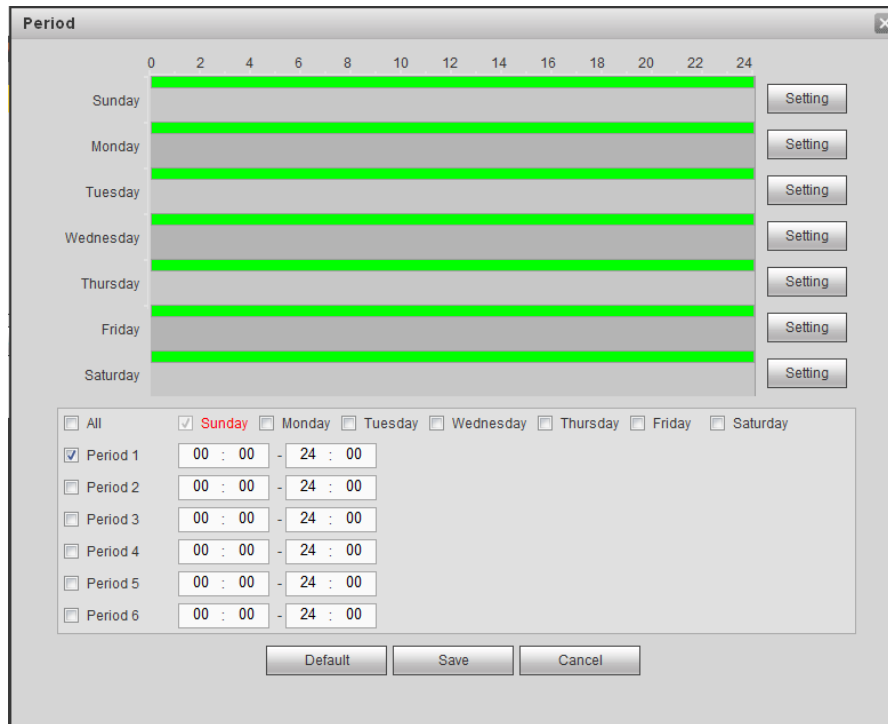 Period
0 2 4 6 8 10 12 14 16 18 20 22 24
Sunday Setting
Monday Setting
Tuesday Setting
Wednesday Setting
Thursday Setting
Friday Setting
Saturday Setting
All Sunday Monday Tuesday Wednesday Thursday Friday Saturday
Period 1 00 : 00 - 24 : 00
Period 2 00 : 00 - 24 : 00
Period 3 00 : 00 - 24 : 00
Period 4 00 : 00 - 24 : 00
Period 5 00 : 00 - 24 : 00
Period 6 00 : 00 - 24 : 00
Default Save Cancel